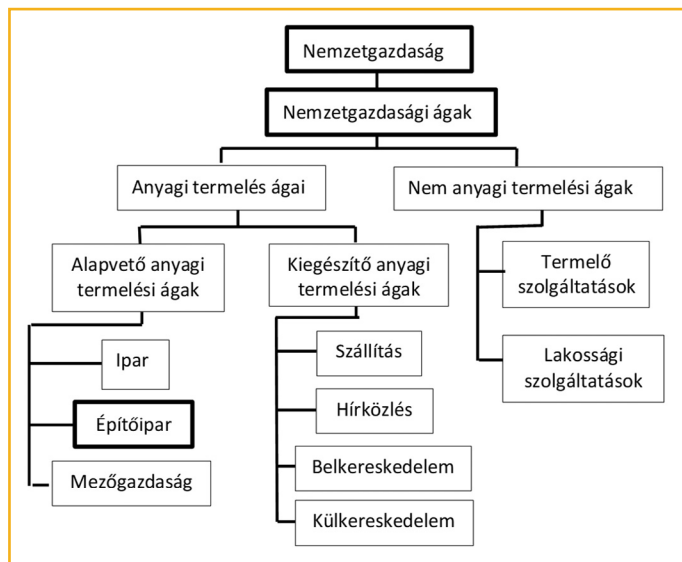 Nemzetgazdaság
Nemzetgazdasági ágak
Anyagi termelés ágai
Nem anyagi termelési ágak
Alapvető anyagi
termelési ágak
Kiegészítő anyagi
termelési ágak
Termelő
szolgáltatások
Lakossági
szolgáltatások
Ipar
Építőipar
Mezőgazdaság
Szállítás
Hírközlés
Belkereskedelem
Külkereskedelem